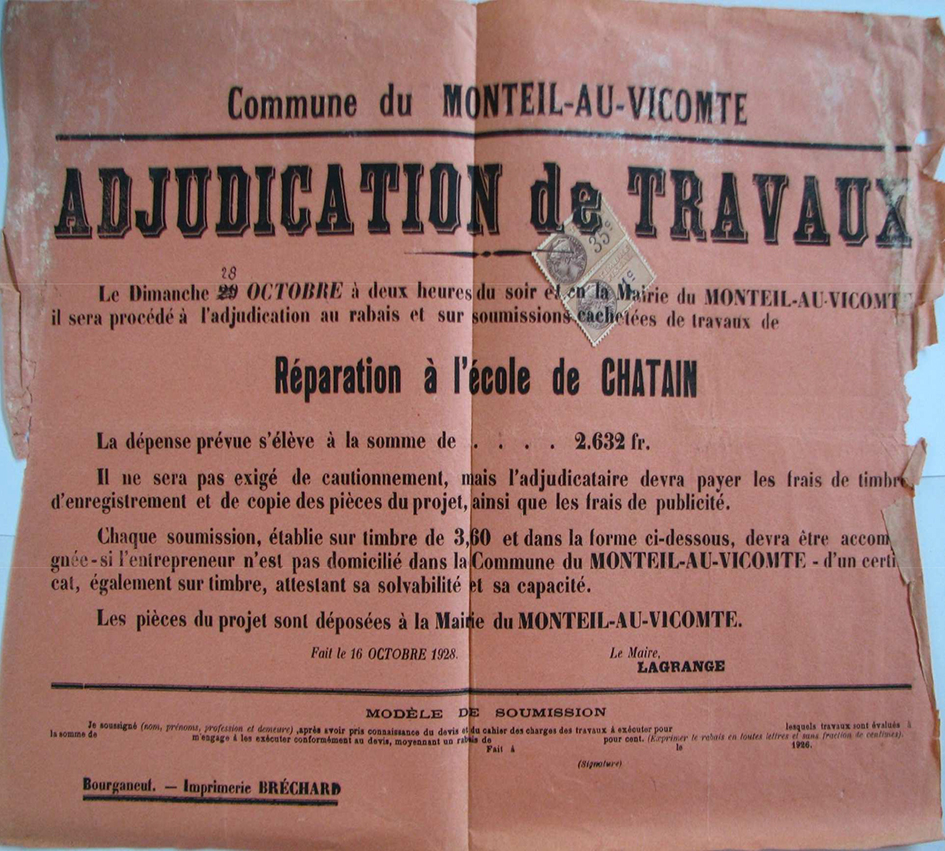 Commune du MONTEIL-AU-VICOMTE
ADJUDICATION de TRAVAUX
35c
28
Le Dimanche OCTOBRE à deux heures du soir et en la Mairie du MONTEIL-AU-VICOMTE
il sera procédé à l'adjudication au rabais et sur soumissions cachetées de travaux de
Réparation à l'école de CHATAIN
La dépense prévue s'élève à la somme de . . . . 2.632 fr.
Il ne sera pas exigé de cautionnement, mais l'adjudicataire devra payer les frais de timbre
d'enregistrement et de copie des pièces du projet, ainsi que les frais de publicité.
Chaque soumission, établie sur timbre de 3,60 et dans la forme ci-dessous, devra être accom
gnée - si l'entrepreneur n'est pas domicilié dans la Commune du MONTEIL-AU-VICOMTE - d'un certi
cat, également sur timbre, attestant sa solvabilité et sa capacité.
Les pièces du projet sont déposées à la Mairie du MONTEIL-AU-VICOMTE.
Fait le 16 OCTOBRE 1928. Le Maire,
LAGRANGE
MODÈLE DE SOUMISSION
Je soussigné (nom, prénoms, profession et demeure) , après avoir pris connaissance du devis et du cahier des charges des travaux à exécuter pour lesquels travaux sont évalués à
la somme de m'engage à les exécuter conformément au devis, moyennant un rabais de pour cent. (Exprimer le rabais en toutes lettres et sans fraction de centimes).
Fait à le 1926.
(Signature)
Bourganeuf. — Imprimerie BRÉCHARD